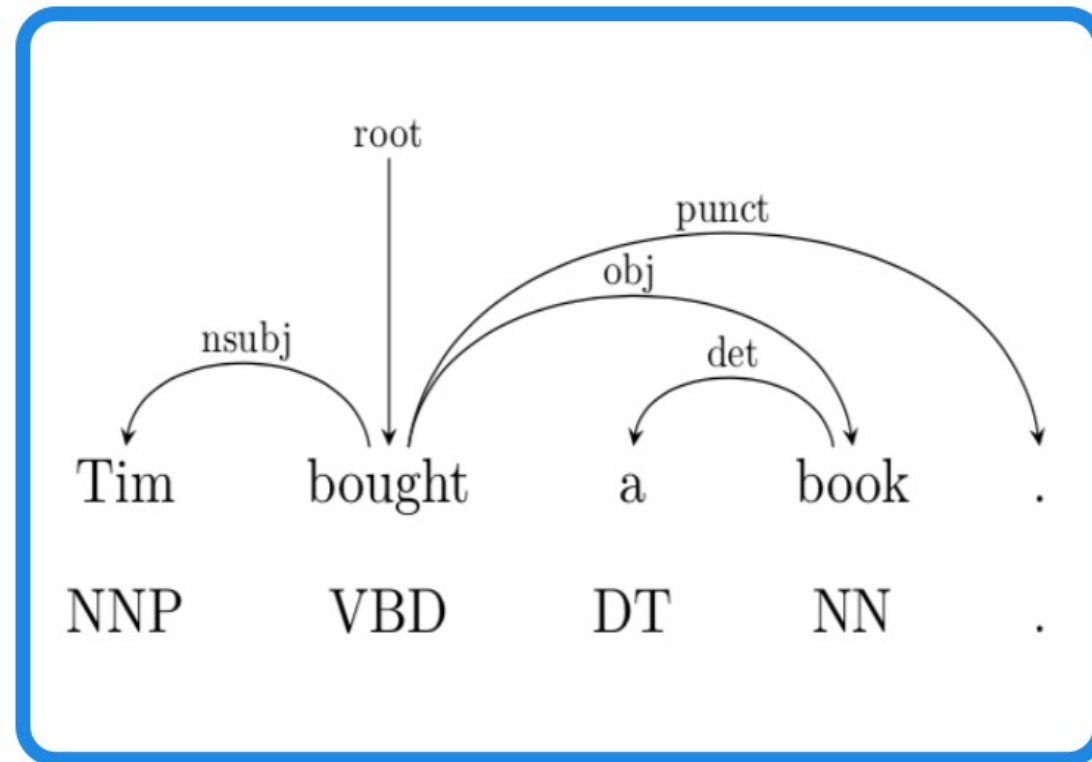 root
punct
obj
nsubj
det
Tim bought a book .
NNP VBD DT NN .